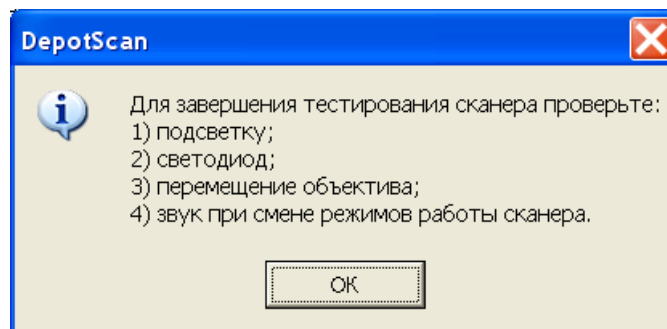 DepotScan
Для завершения тестирования сканера проверьте:
1) подсветку;
2) светодиод;
3) перемещение объектива;
4) звук при смене режимов работы сканера.
ОК